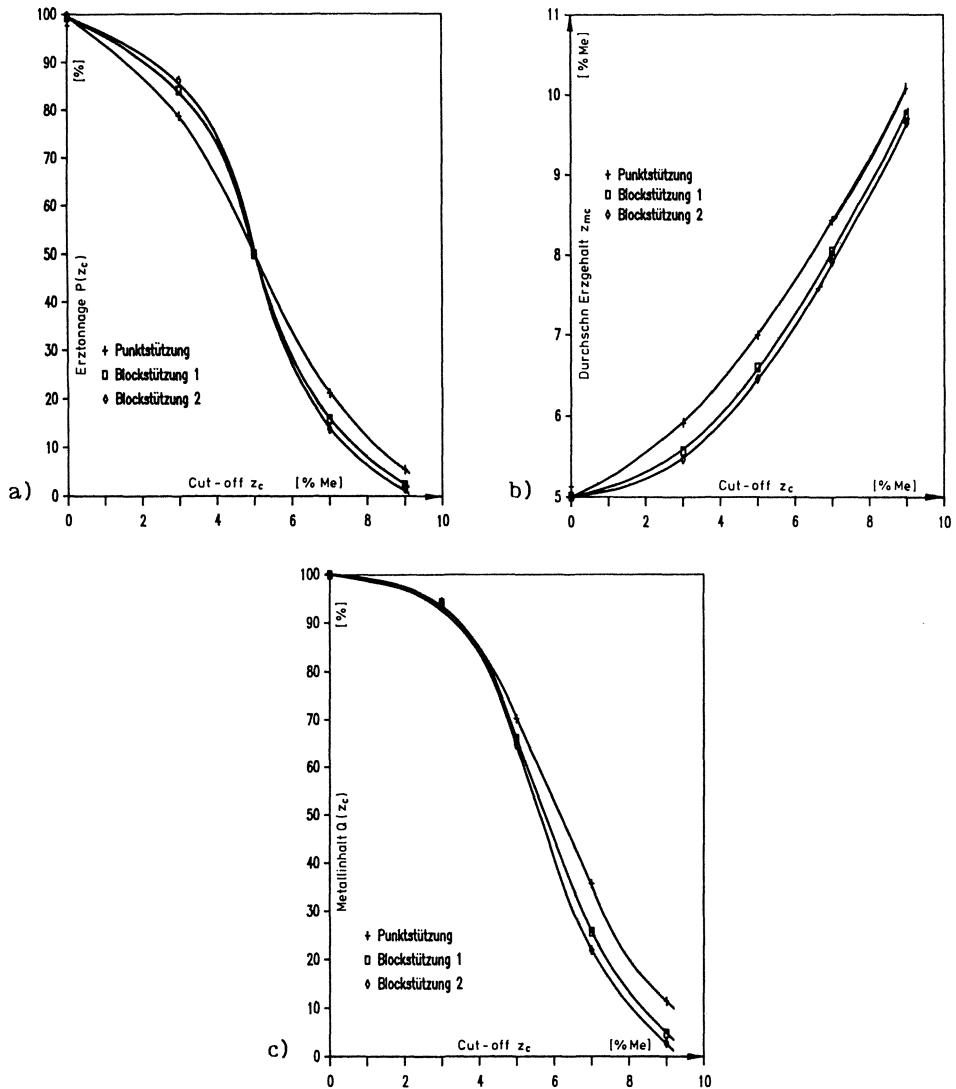 a)
100
90
80
70
60
50
40
30
20
10
0
[%]
Erztonnage P(zc)
+ Punktstützung
Blockstützung 1
Blockstützung 2
Cut-off zc [% Me]
0 2 4 6 8 10
b)
11
10
9
8
7
6
5
[% Me]
Durchschn Erzgehalt zmc
+ Punktstützung
Blockstützung 1
Blockstützung 2
Cut-off zc [% Me]
0 2 4 6 8 10
c)
100
90
80
70
60
50
40
30
20
10
0
[%]
Metallinhalt Q(zc)
+ Punktstützung
Blockstützung 1
Blockstützung 2
Cut-off zc [% Me]
0 2 4 6 8 10